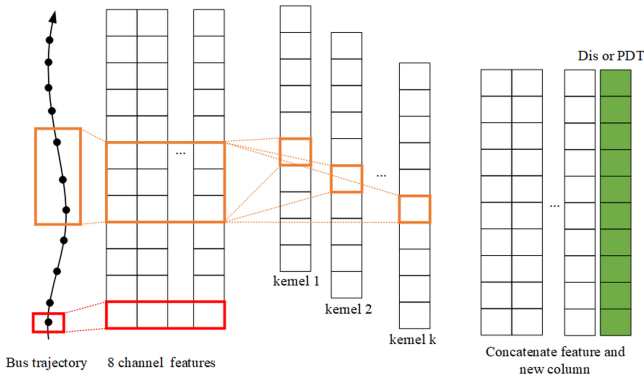 Dis or PDT
...
...
...
kernel 1
kernel 2
kernel k
Bus trajectory
8 channel features
Concatenate feature and
new column